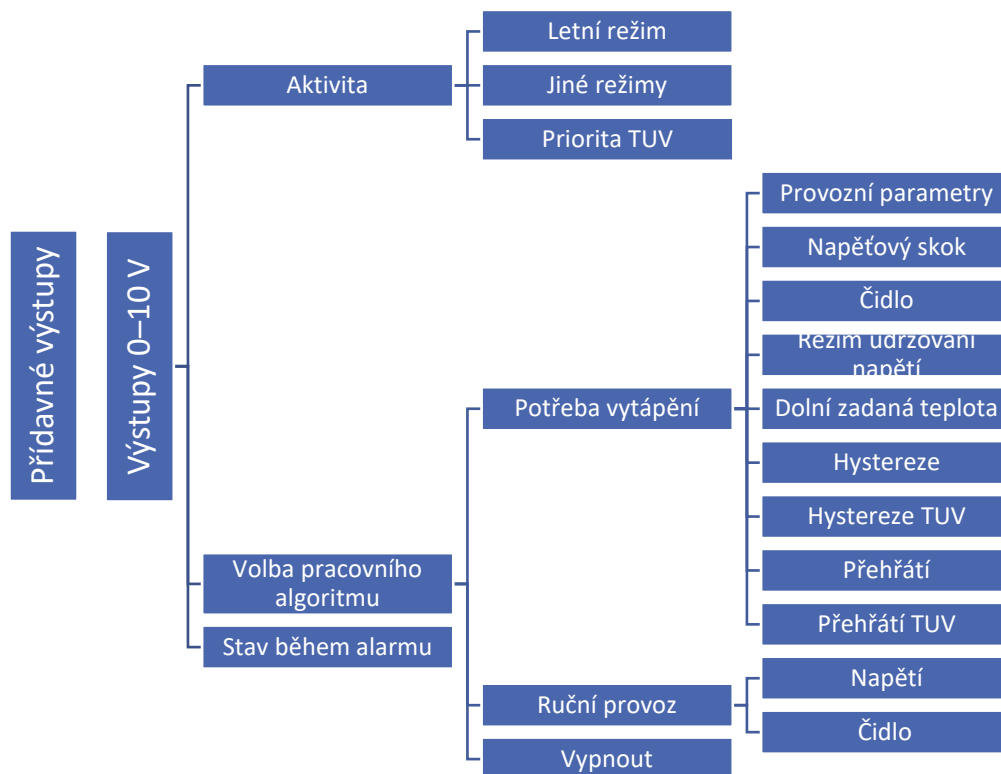 Přídavné výstupy
Výstupy 0–10 V
Aktivita
Letní režim
Jiné režimy
Priorita TUV
Volba pracovního
algoritmu
Potřeba vytápění
Provozní parametry
Napěťový skok
Čidlo
Režim udržování
napětí
Dolní zadaná teplota
Hystereze
Hystereze TUV
Přehřátí
Přehřátí TUV
Ruční provoz
Napětí
Čidlo
Vypnout
Stav během alarmu